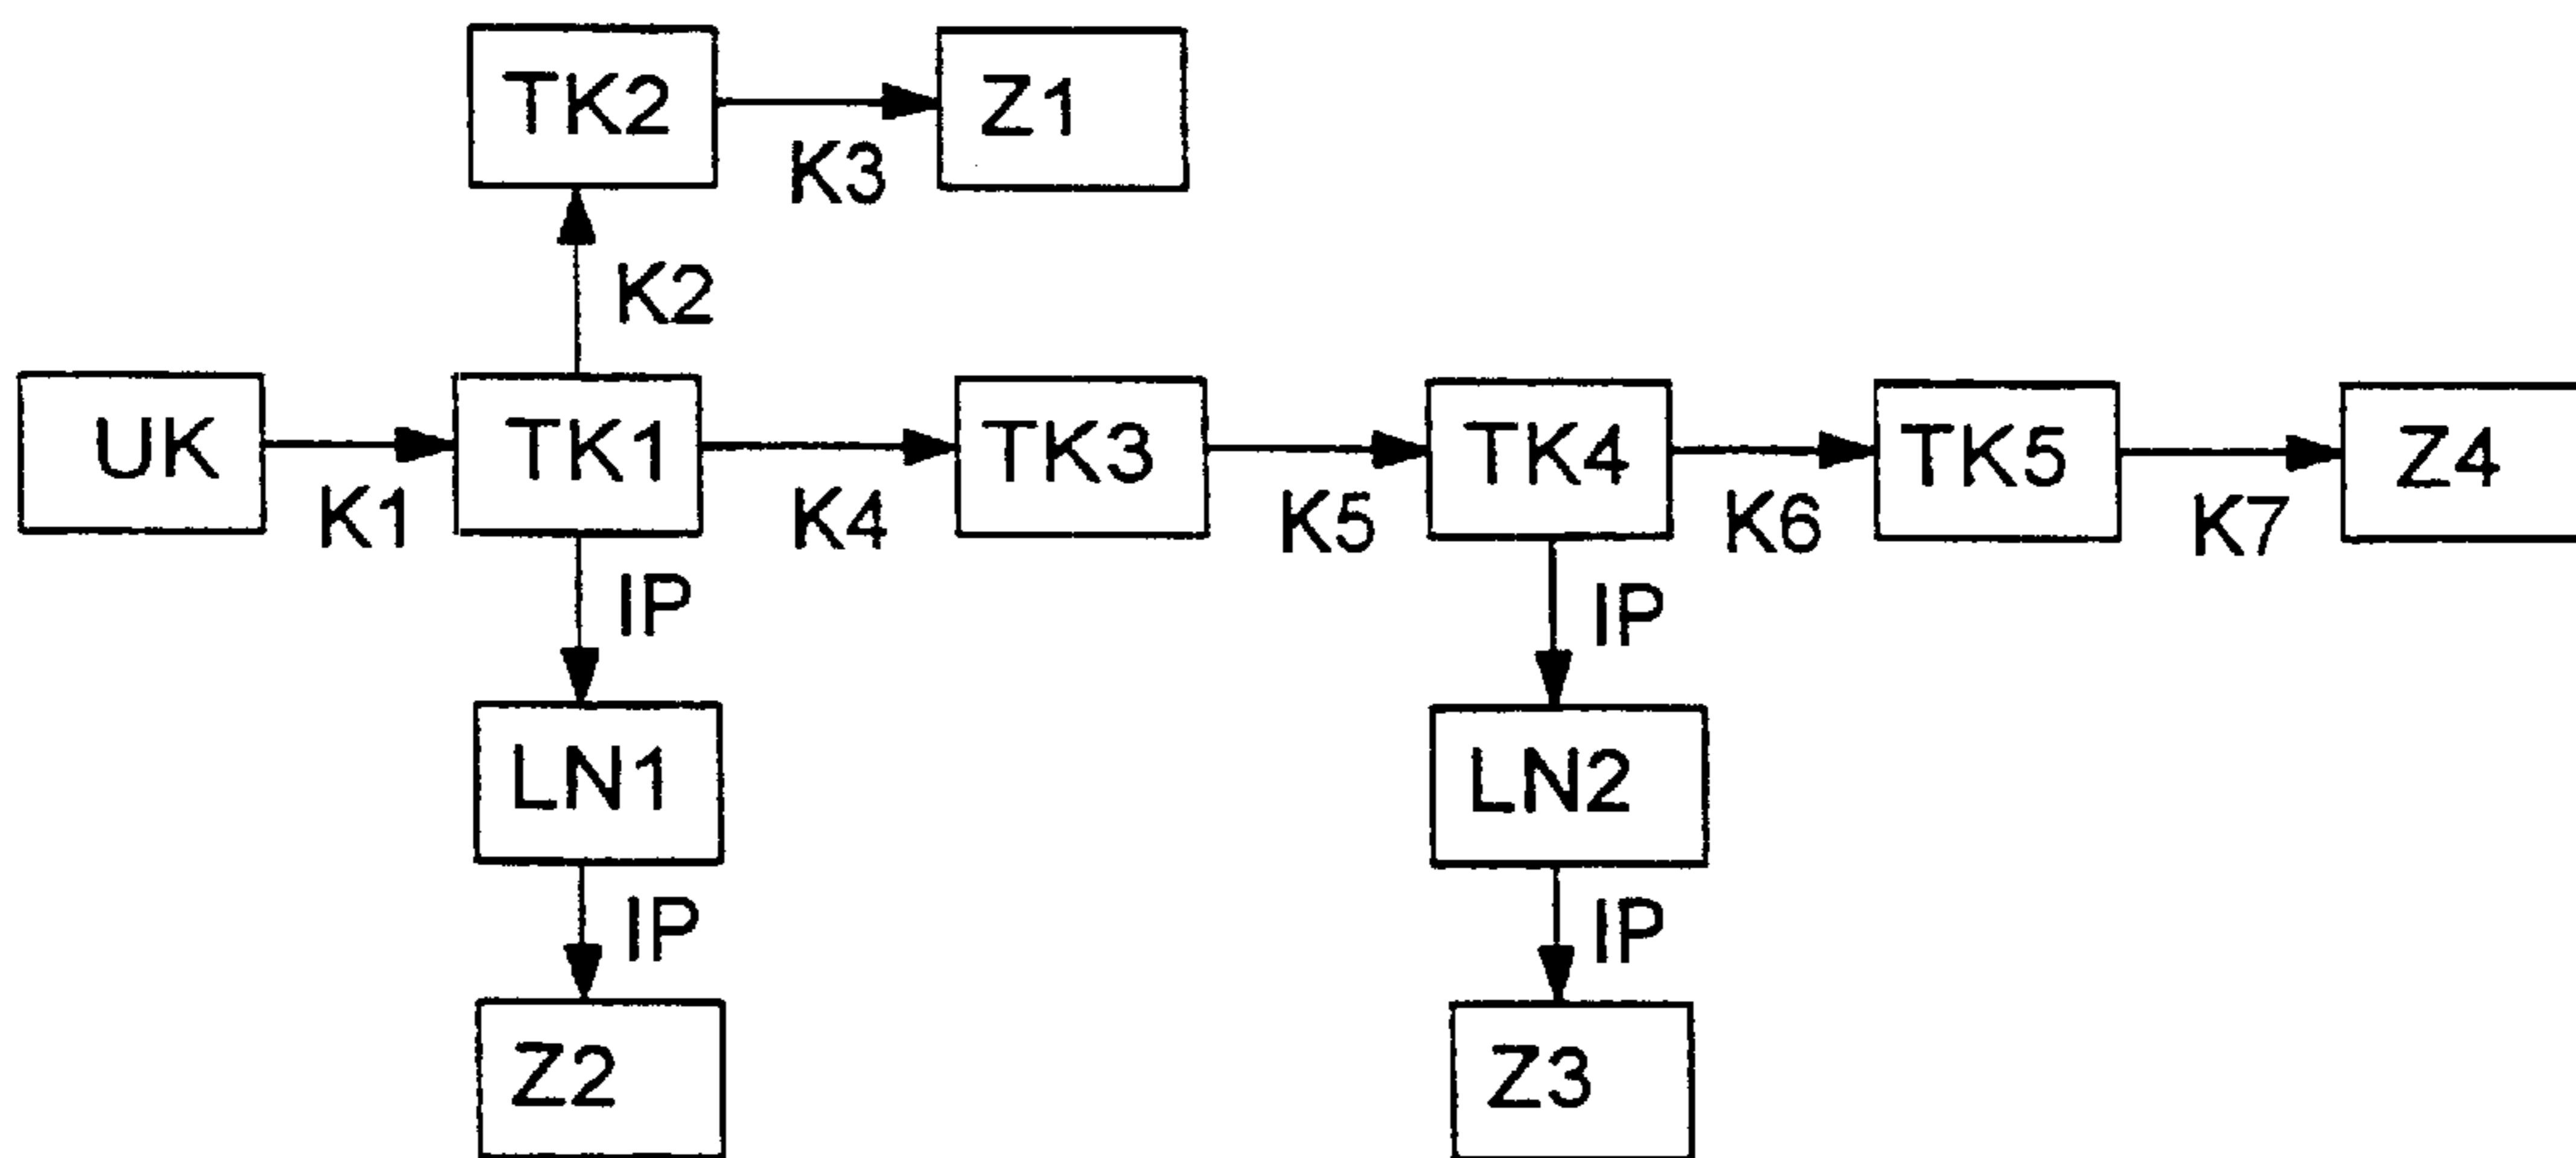 TK2 Z1
K3
K2
UK TK1 TK3 TK4 TK5 Z4
K1 K4 K5 K6 K7
IP IP
LN1 LN2
IP IP
Z2 Z3